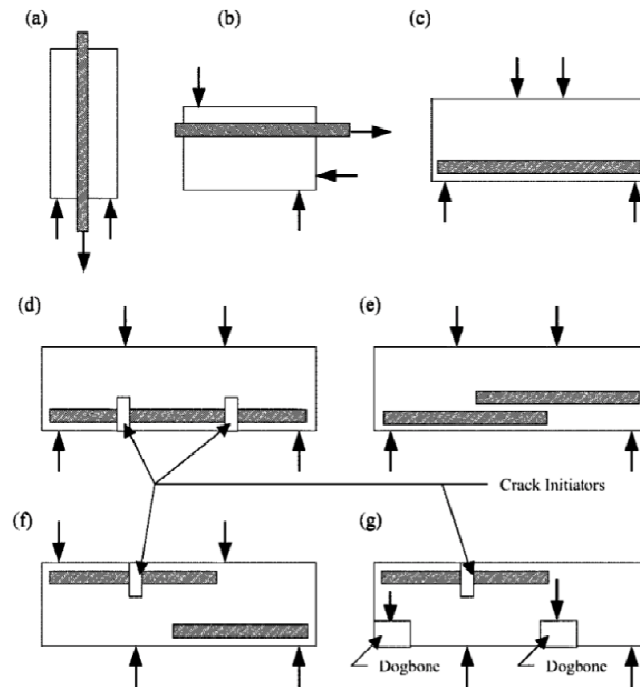 (a)
(b)
(c)
(d)
(e)
Crack Initiators
(f)
(g)
Dogbone
Dogbone